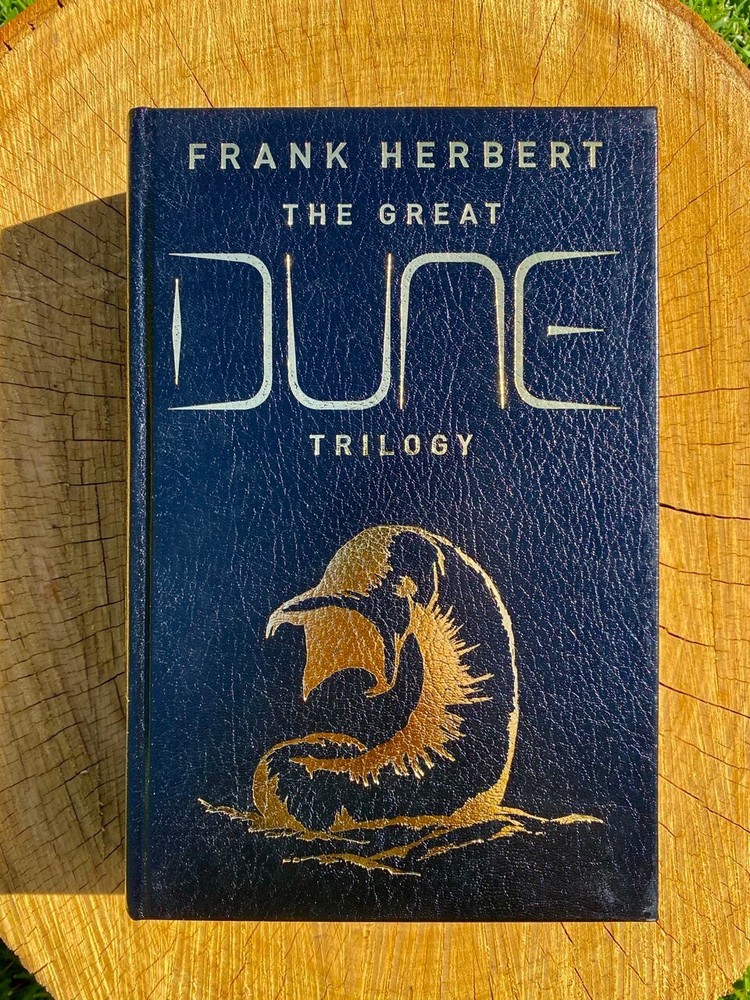 FRANK HERBERT
THE GREAT
DUNE
TRILOGY